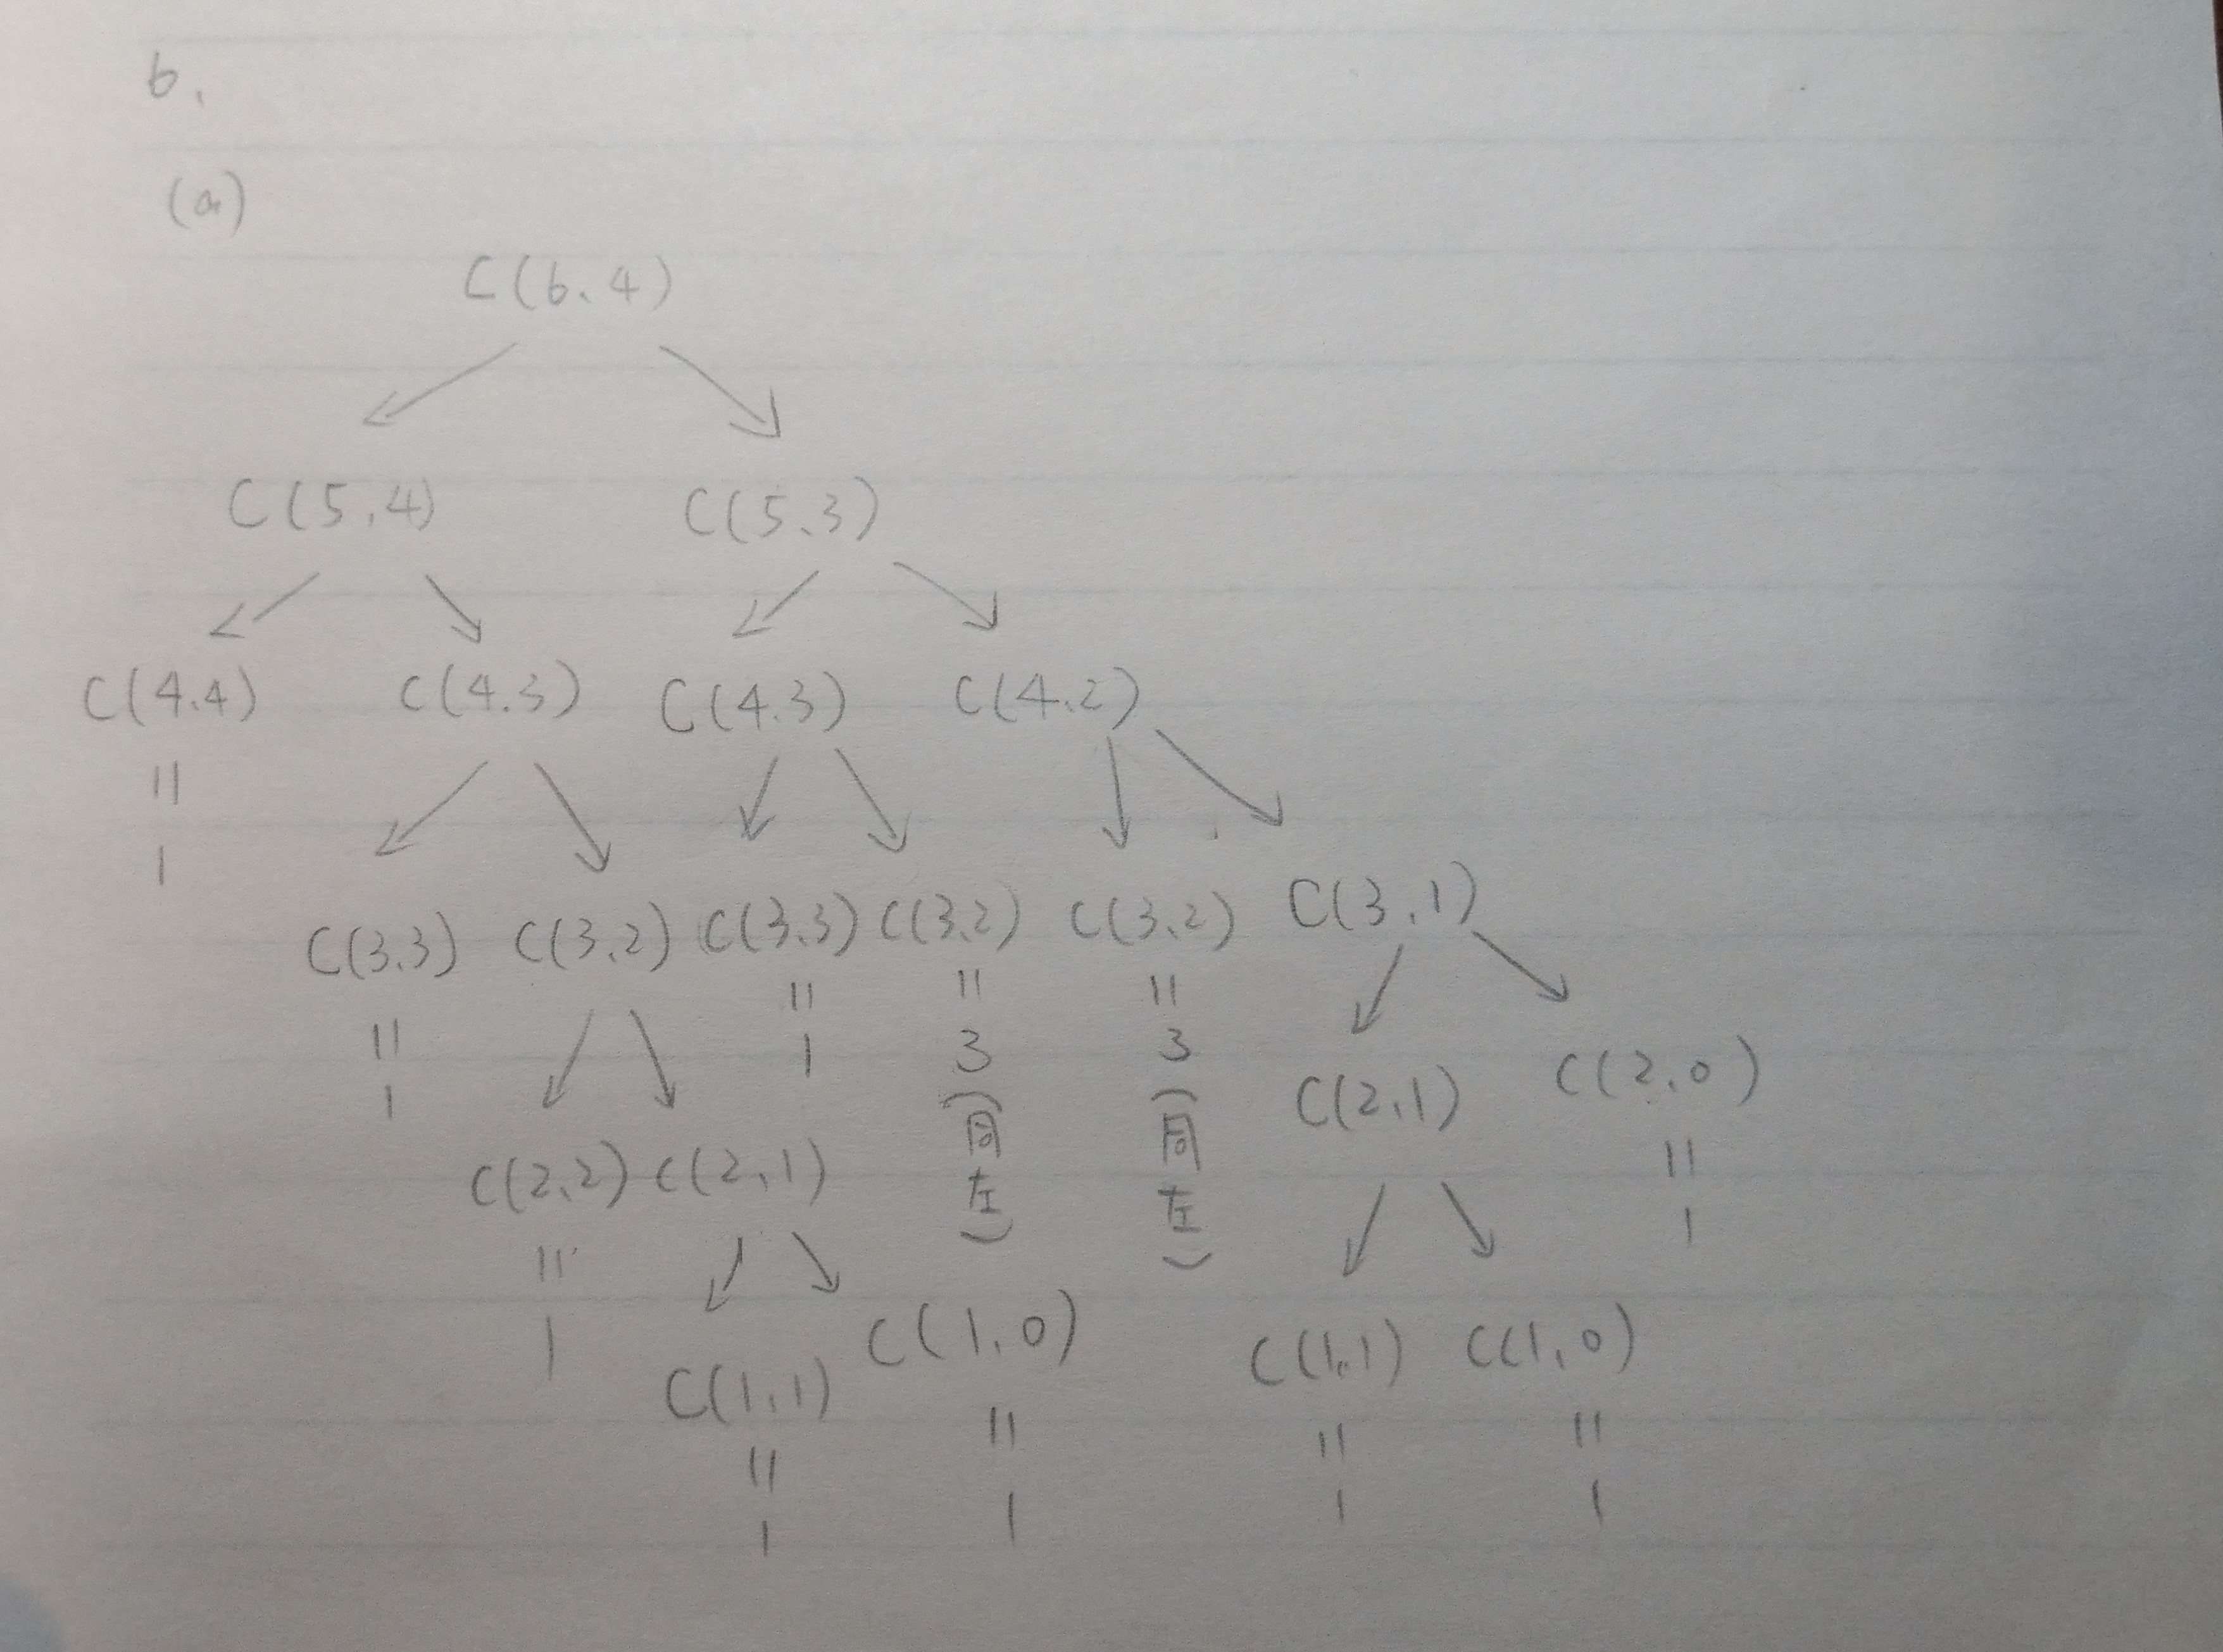 6.
(a)
C(6.4)
C(5.4) C(5.3)
C(4.4) C(4.3) C(4.3) C(4.2)
=
1
C(3.3) C(3.2) C(3.3) C(3.2) C(3.2) C(3.1)
= = = =
1 1 3(同左) 3(同左)
C(2.2) C(2.1) C(2.1) C(2.0)
= =
1 1
C(1.1) C(1.0) C(1.1) C(1.0)
= = = =
1 1 1 1